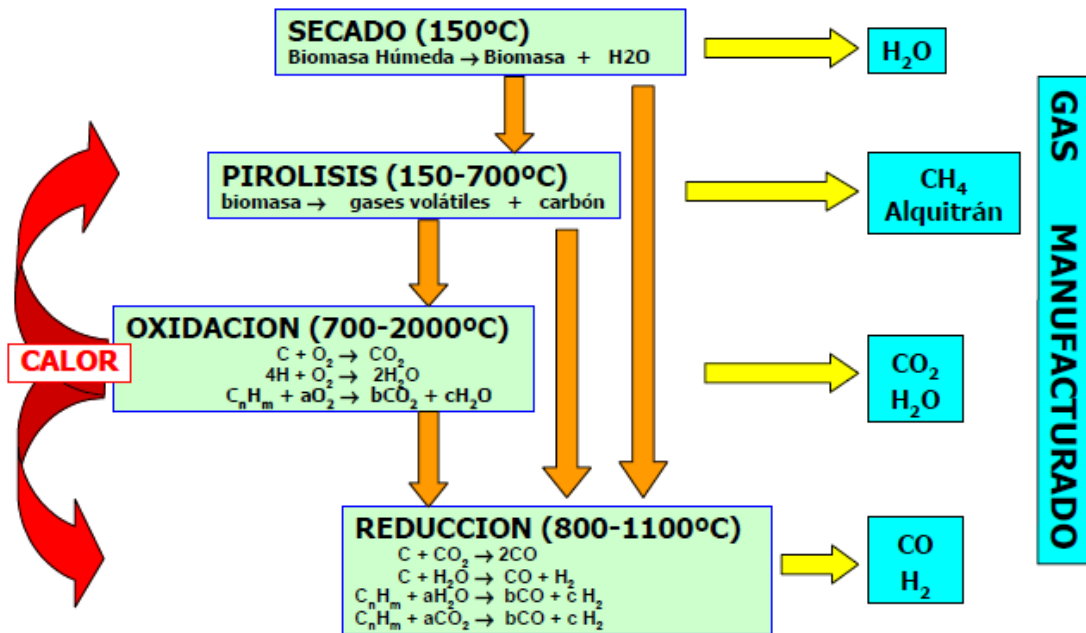 SECADO (150ºC)
Biomasa Húmeda → Biomasa + H2O
H₂O
PIROLISIS (150-700ºC)
biomasa → gases volátiles + carbón
CH₄
Alquitrán
OXIDACION (700-2000ºC)
C + O₂ → CO₂
4H + O₂ → 2H₂O
CₙHₘ + aO₂ → bCO₂ + cH₂O
CALOR
CO₂
H₂O
REDUCCION (800-1100ºC)
C + CO₂ → 2CO
C + H₂O → CO + H₂
CₙHₘ + aH₂O → bCO + c H₂
CₙHₘ + aCO₂ → bCO + c H₂
CO
H₂
GAS MANUFACTURADO